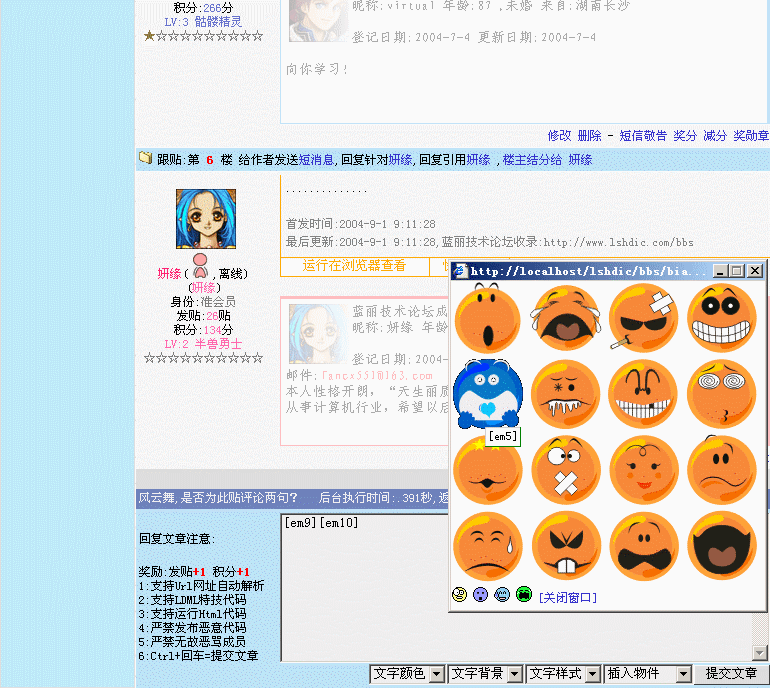 积分:266分
LV:3 骷髅精灵
★☆☆☆☆☆☆☆☆☆
昵称:virtual 年龄:87 ,未婚 来自:湖南长沙
登记日期:2004-7-4 更新日期:2004-7-4
向你学习!
修改 删除 - 短信敬告 奖分 减分 奖勋章
跟贴:第 6 楼 给作者发送短消息,回复针对妍缘,回复引用妍缘 ,楼主结分给 妍缘
..............
首发时间:2004-9-1 9:11:28
最后更新:2004-9-1 9:11:28,蓝丽技术论坛收录:http://www.lshdic.com/bbs
运行在浏览器查看
妍缘( ,离线)
(妍缘)
身份:谁会员
发贴:26贴
积分:134分
LV:2 半兽勇士
☆☆☆☆☆☆☆☆☆☆
蓝丽技术论坛成
昵称:妍缘 年龄
登记日期:2004-
邮件:fxncx551@163.com
本人性格开朗，“天生丽质
从事计算机行业，希望以后
http://localhost/lshdic/bbs/bia...
[em5]
[关闭窗口]
风云舞,是否为此贴评论两句? 后台执行时间:.391秒,返
回复文章注意:
奖励:发贴+1 积分+1
1:支持Url网址自动解析
2:支持LDML特技代码
3:支持运行Html代码
4:严禁发布恶意代码
5:严禁无故恶骂成员
6:Ctrl+回车=提交文章
[em9][em10]
文字颜色 文字背景 文字样式 插入物件 提交文章